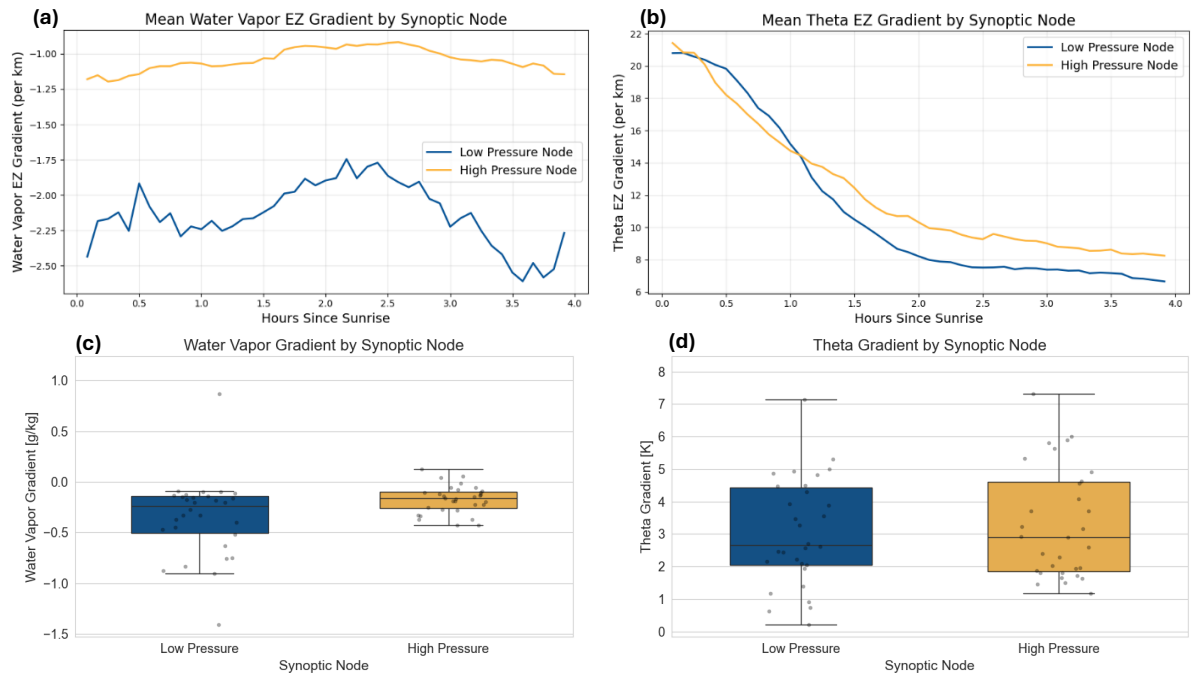 (a)
Mean Water Vapor EZ Gradient by Synoptic Node
Water Vapor EZ Gradient (per km)
−1.00
−1.25
−1.50
−1.75
−2.00
−2.25
−2.50
Low Pressure Node
High Pressure Node
0.0 0.5 1.0 1.5 2.0 2.5 3.0 3.5 4.0
Hours Since Sunrise
(b)
Mean Theta EZ Gradient by Synoptic Node
Theta EZ Gradient (per km)
22
20
18
16
14
12
10
8
6
Low Pressure Node
High Pressure Node
0.0 0.5 1.0 1.5 2.0 2.5 3.0 3.5 4.0
Hours Since Sunrise
(c)
Water Vapor Gradient by Synoptic Node
Water Vapor Gradient [g/kg]
1.0
0.5
0.0
−0.5
−1.0
−1.5
Low Pressure High Pressure
Synoptic Node
(d)
Theta Gradient by Synoptic Node
Theta Gradient [K]
8
7
6
5
4
3
2
1
0
Low Pressure High Pressure
Synoptic Node